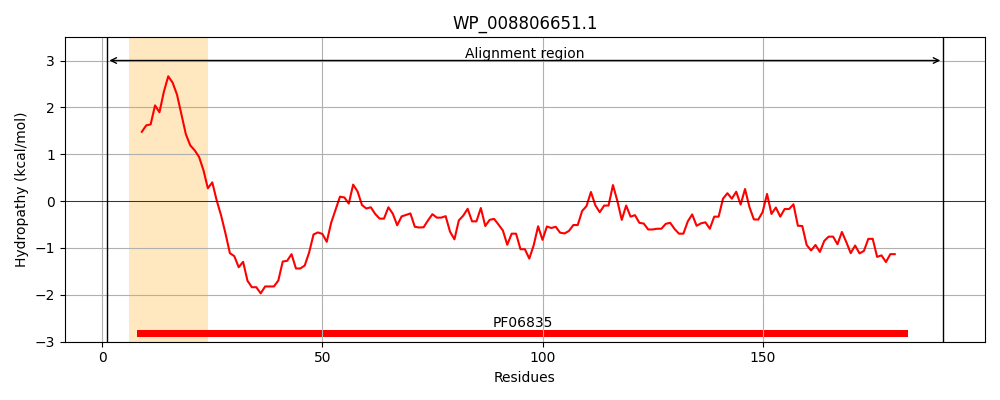 WP_008806651.1
Alignment region
3
2
1
0
−1
−2
−3
Hydropathy (kcal/mol)
PF06835
0 50 100 150
Residues